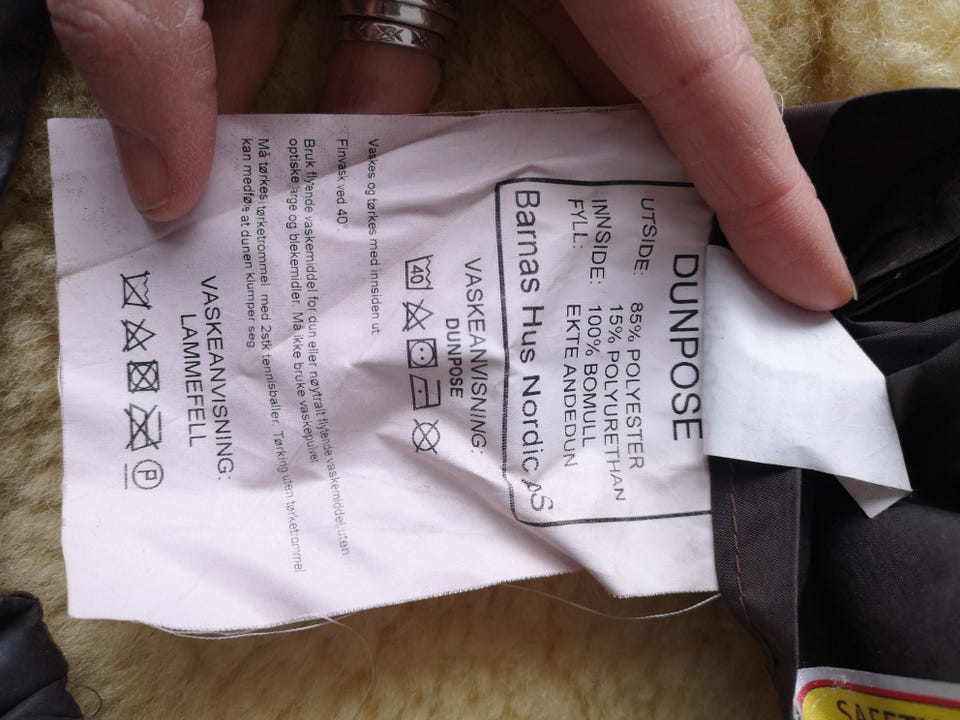 DUNPOSE
UTSIDE: 85% POLYESTER
15% POLYURETHAN
INNSIDE: 100% BOMULL
FYLL: EKTE ANDEDUN
Barnas Hus Nordic AS
VASKEANVISNING:
DUNPOSE
40
Vaskes og tørkes med innsiden ut
Finvask ved 40°.
Bruk flytende vaskemiddel for dun eller nøytralt flytende vaskemiddel uten
optiske farge og blekemidler. Må ikke bruke vaskepulver
Må tørkes i tørketrommel med 2stk tennisballer. Tørking uten tørketrommel
kan medføre at dunen klumper seg
VASKEANVISNING:
LAMMEFELL
P